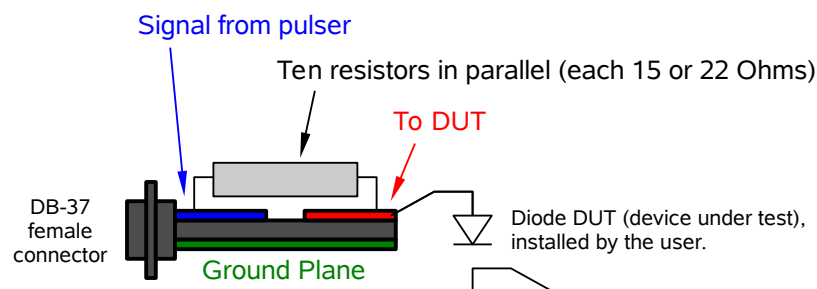 Signal from pulser
Ten resistors in parallel (each 15 or 22 Ohms)
To DUT
DB-37
female
connector
Diode DUT (device under test),
installed by the user.
Ground Plane